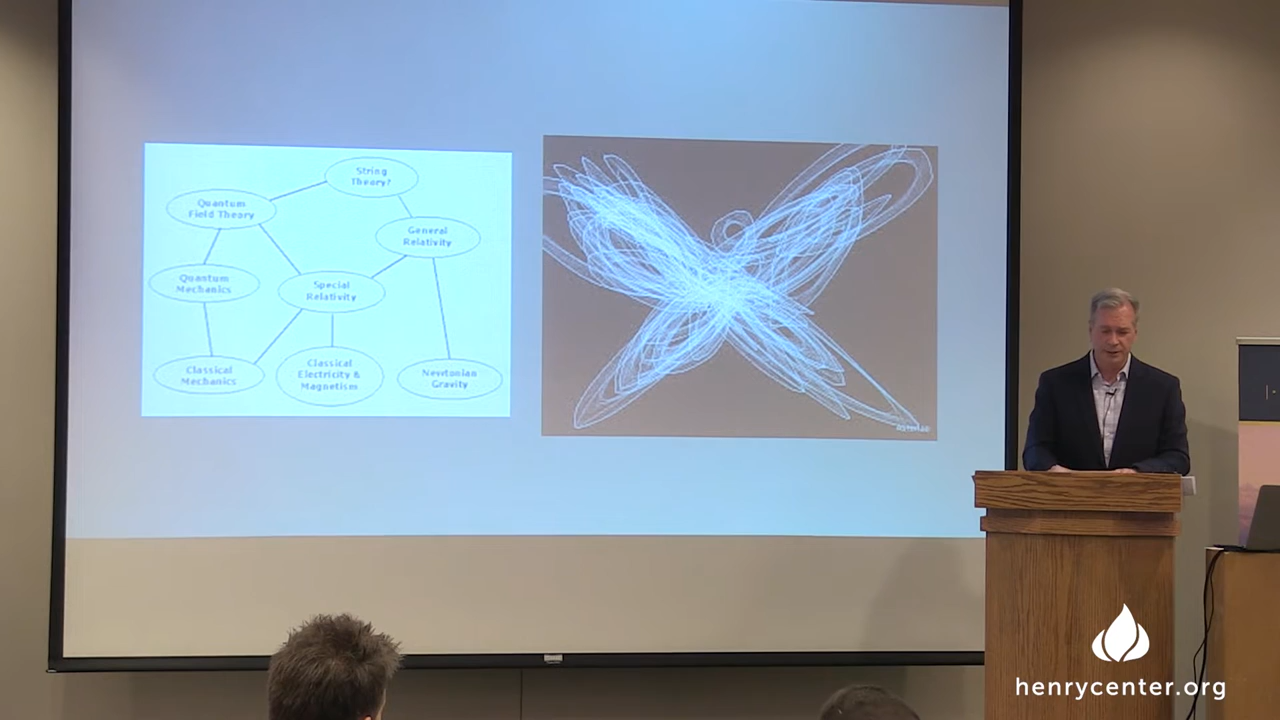 String
Theory?
Quantum
Field Theory
General
Relativity
Quantum
Mechanics
Special
Relativity
Classical
Mechanics
Classical
Electricity &
Magnetism
Newtonian
Gravity
henrycenter.org